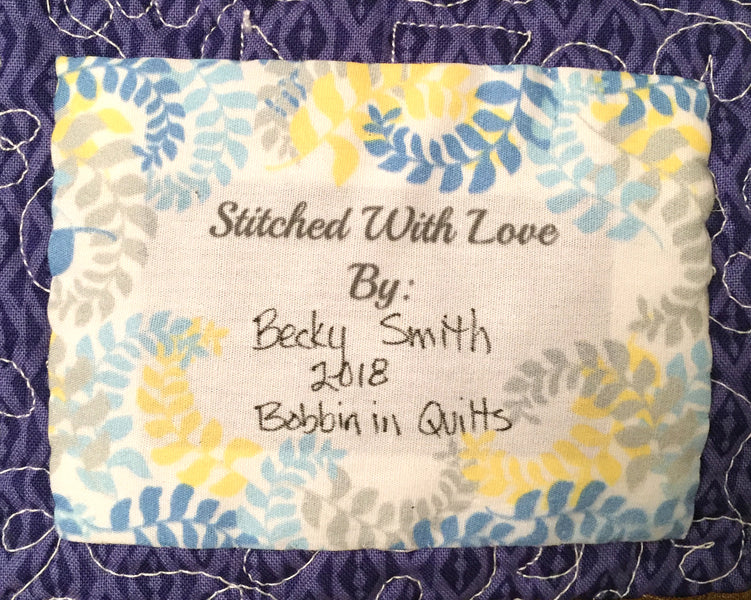 Stitched With Love
By:
Becky Smith
2018
Bobbin in Quilts